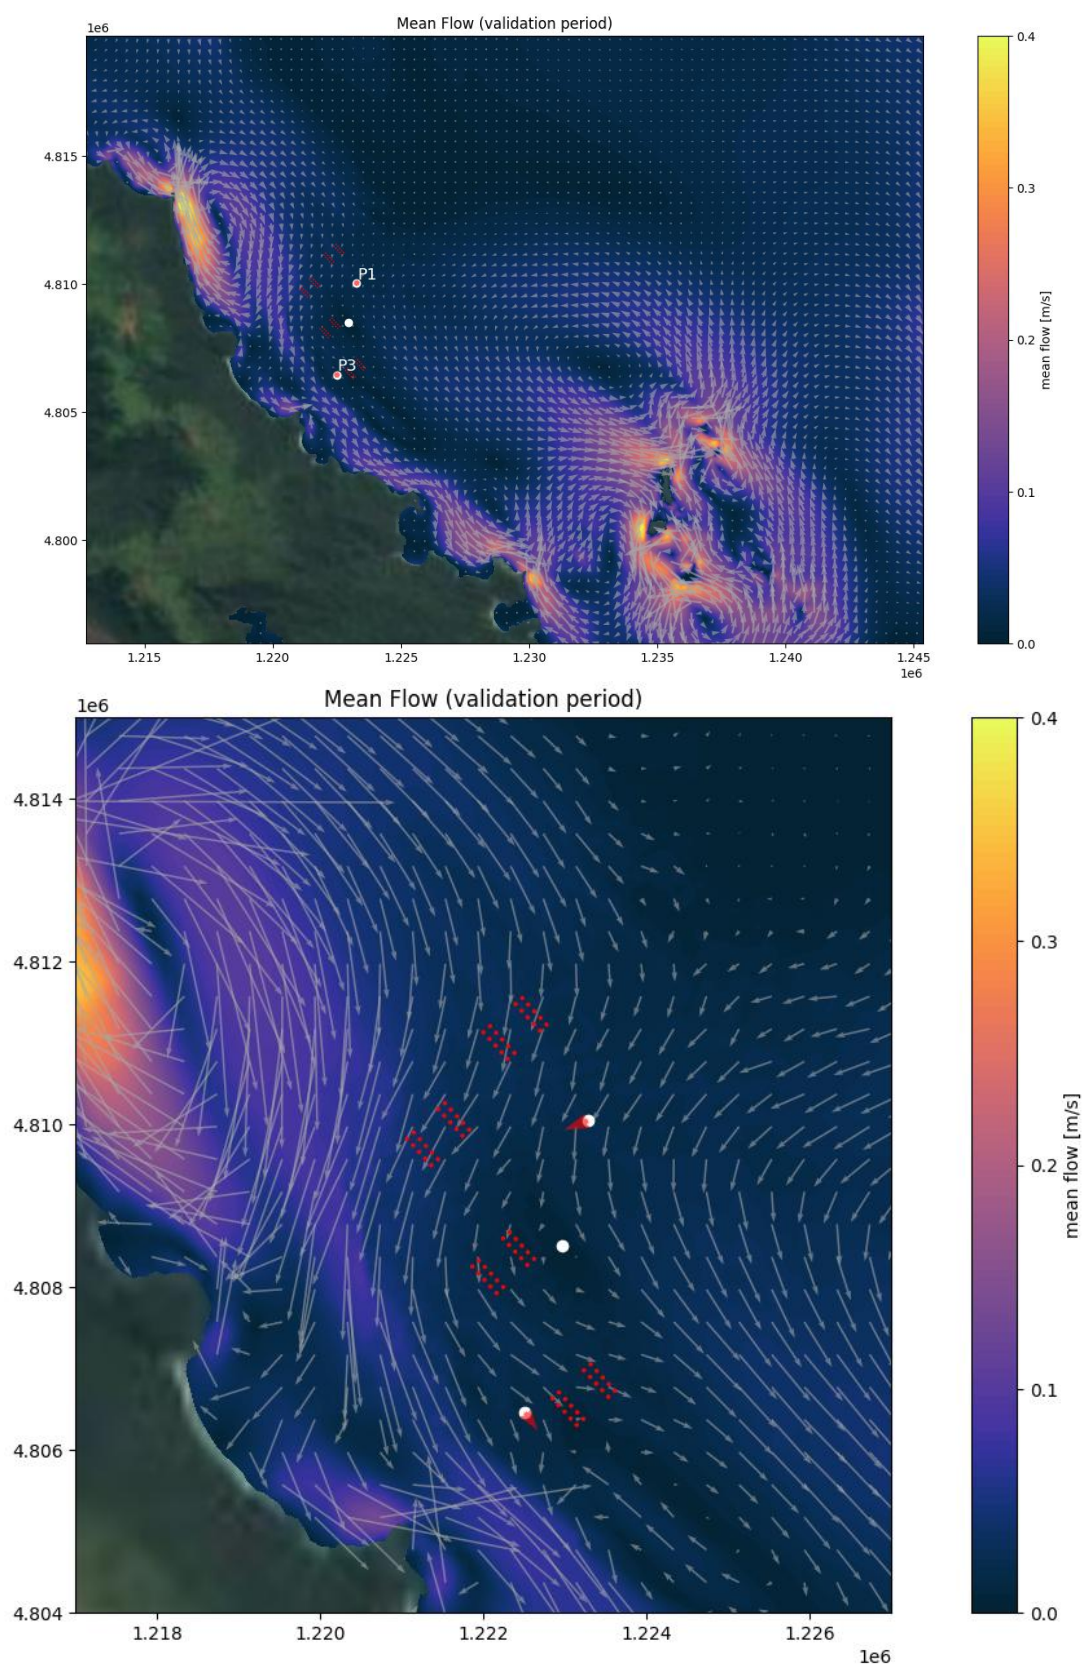 Mean Flow (validation period)
1e6
0.4
4.815
0.3
4.810
P1
mean flow [m/s]
0.2
P3
4.805
0.1
4.800
0.0
1.215 1.220 1.225 1.230 1.235 1.240 1.245
1e6
Mean Flow (validation period)
1e6
0.4
4.814
4.812
0.3
4.810
0.2
mean flow [m/s]
4.808
0.1
4.806
4.804
0.0
1.218 1.220 1.222 1.224 1.226
1e6